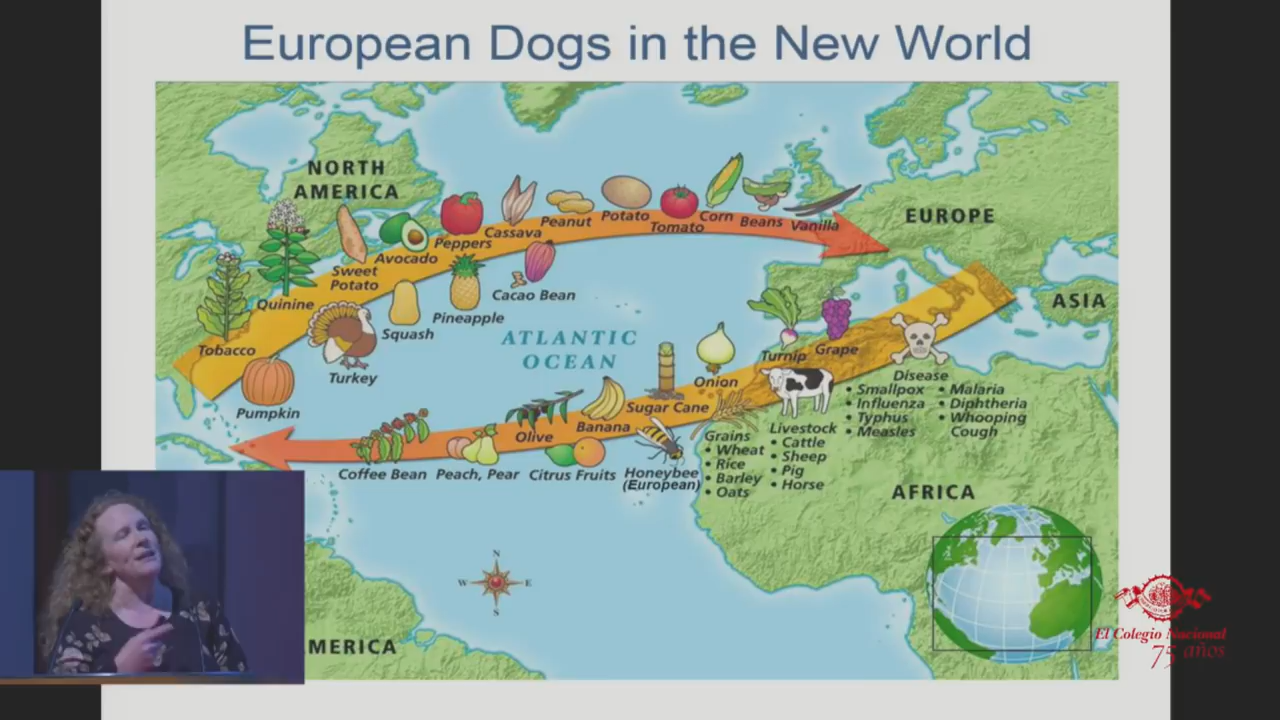 European Dogs in the New World
NORTH
AMERICA
EUROPE
ASIA
AFRICA
MERICA
ATLANTIC
OCEAN
Tobacco
Quinine
Sweet
Potato
Avocado
Peppers
Cassava
Peanut
Potato
Tomato
Corn
Beans
Vanilla
Pumpkin
Turkey
Squash
Pineapple
Cacao Bean
Coffee Bean
Peach, Pear
Olive
Citrus Fruits
Banana
Sugar Cane
Honeybee
(European)
Onion
Turnip
Grape
Grains
• Wheat
• Rice
• Barley
• Oats
Livestock
• Cattle
• Sheep
• Pig
• Horse
Disease
• Smallpox
• Influenza
• Typhus
• Measles
• Malaria
• Diphtheria
• Whooping
Cough
N
W
E
S
El Colegio Nacional
75 años